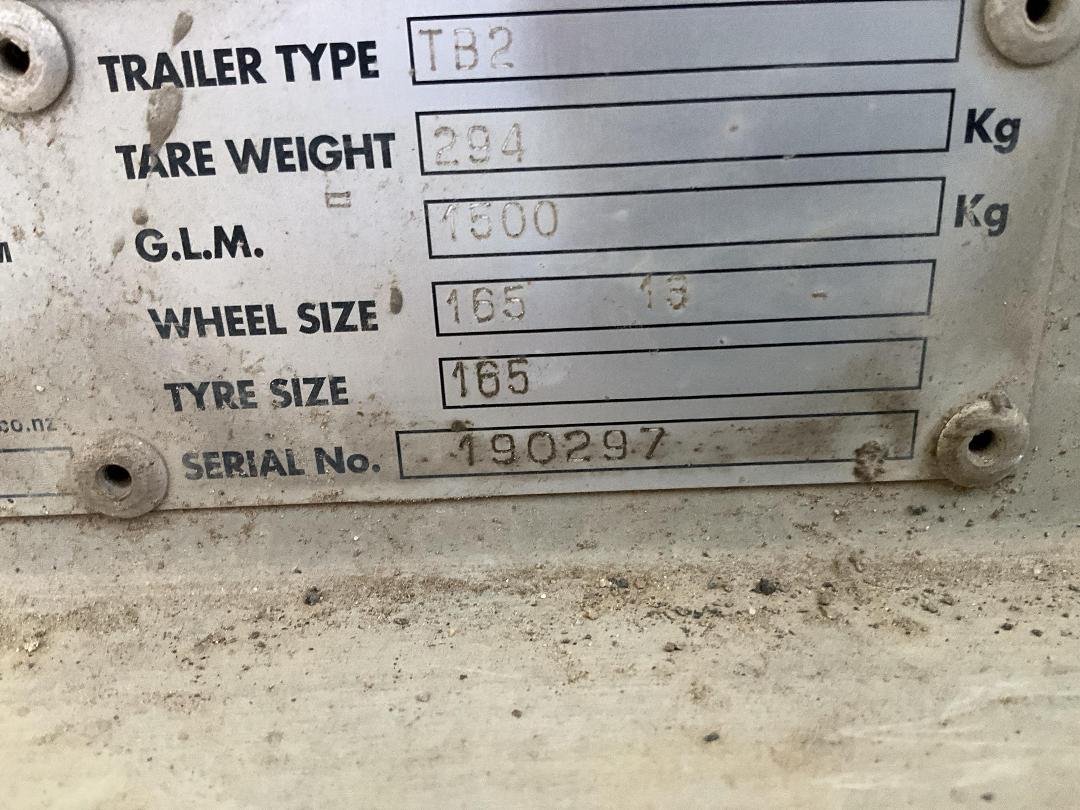 TRAILER TYPE TB2
TARE WEIGHT 294 Kg
G.L.M. 1500 Kg
WHEEL SIZE 165 13 -
TYRE SIZE 165
co.nz
SERIAL No. 190297